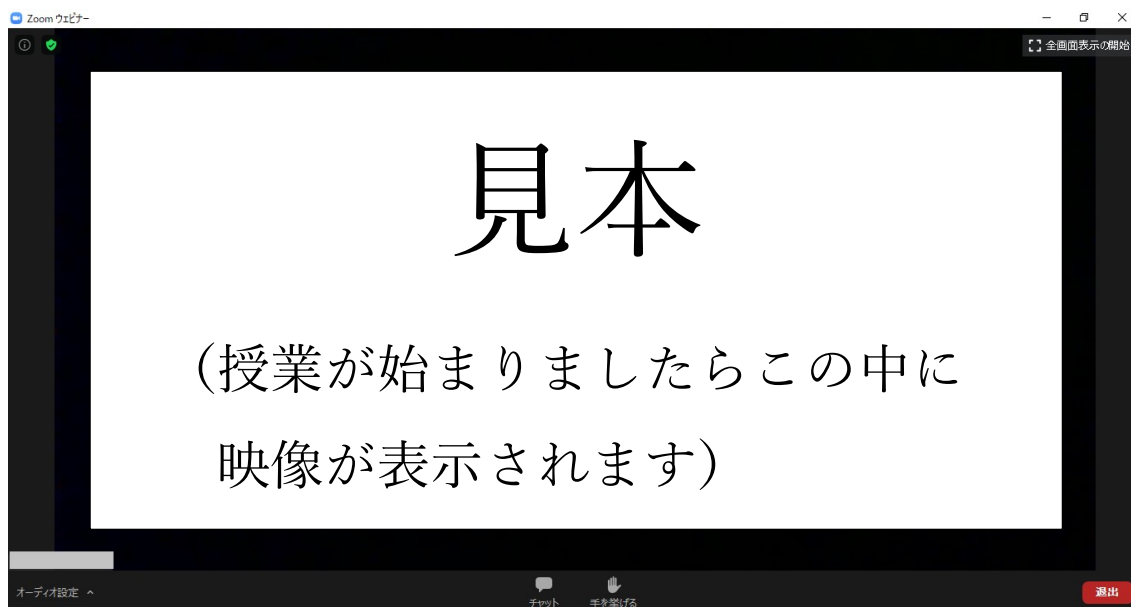 Zoom ウェビナー
全画面表示の開始
見本
（授業が始まりましたらこの中に
映像が表示されます）
オーディオ設定
チャット
手を挙げる
退出